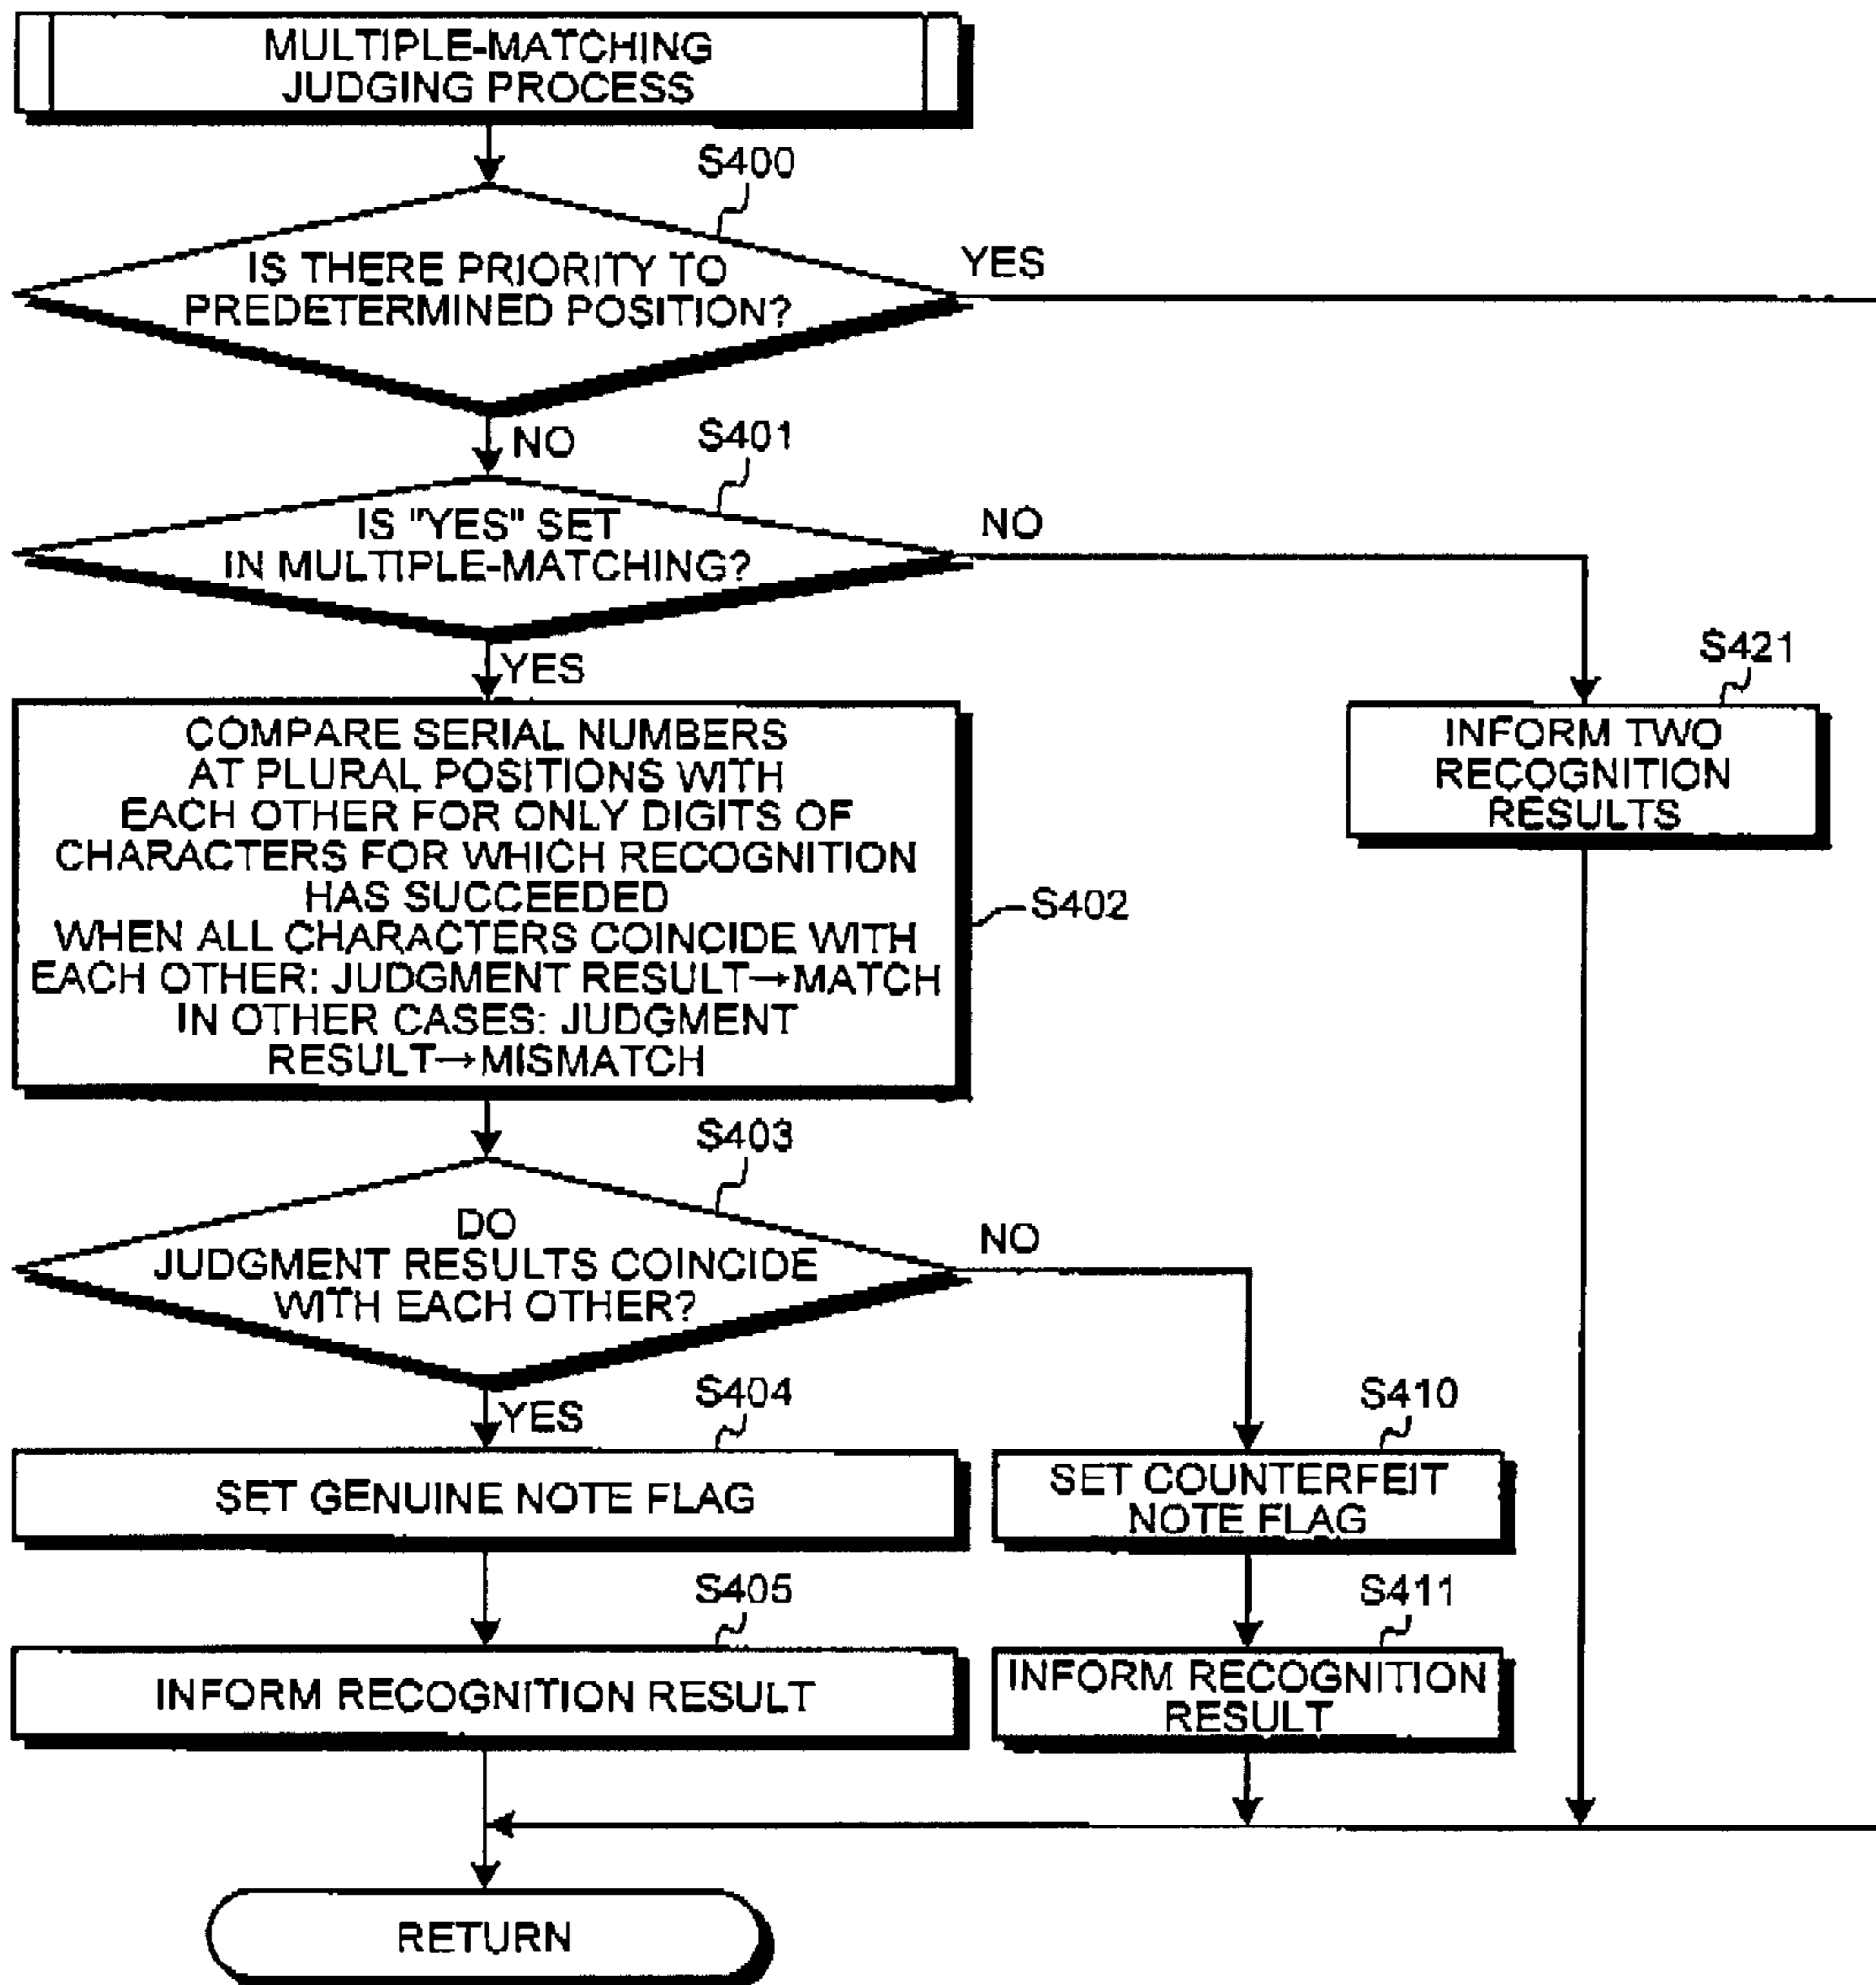 MULTIPLE-MATCHING
JUDGING PROCESS
S400
IS THERE PRIORITY TO
PREDETERMINED POSITION?
YES
NO
S401
IS "YES" SET
IN MULTIPLE-MATCHING?
NO
YES
S421
INFORM TWO
RECOGNITION
RESULTS
COMPARE SERIAL NUMBERS
AT PLURAL POSITIONS WITH
EACH OTHER FOR ONLY DIGITS OF
CHARACTERS FOR WHICH RECOGNITION
HAS SUCCEEDED
WHEN ALL CHARACTERS COINCIDE WITH
EACH OTHER: JUDGMENT RESULT→MATCH
IN OTHER CASES: JUDGMENT
RESULT→MISMATCH
S402
S403
DO
JUDGMENT RESULTS COINCIDE
WITH EACH OTHER?
NO
YES
S404
SET GENUINE NOTE FLAG
S410
SET COUNTERFEIT
NOTE FLAG
S405
INFORM RECOGNITION RESULT
S411
INFORM RECOGNITION
RESULT
RETURN